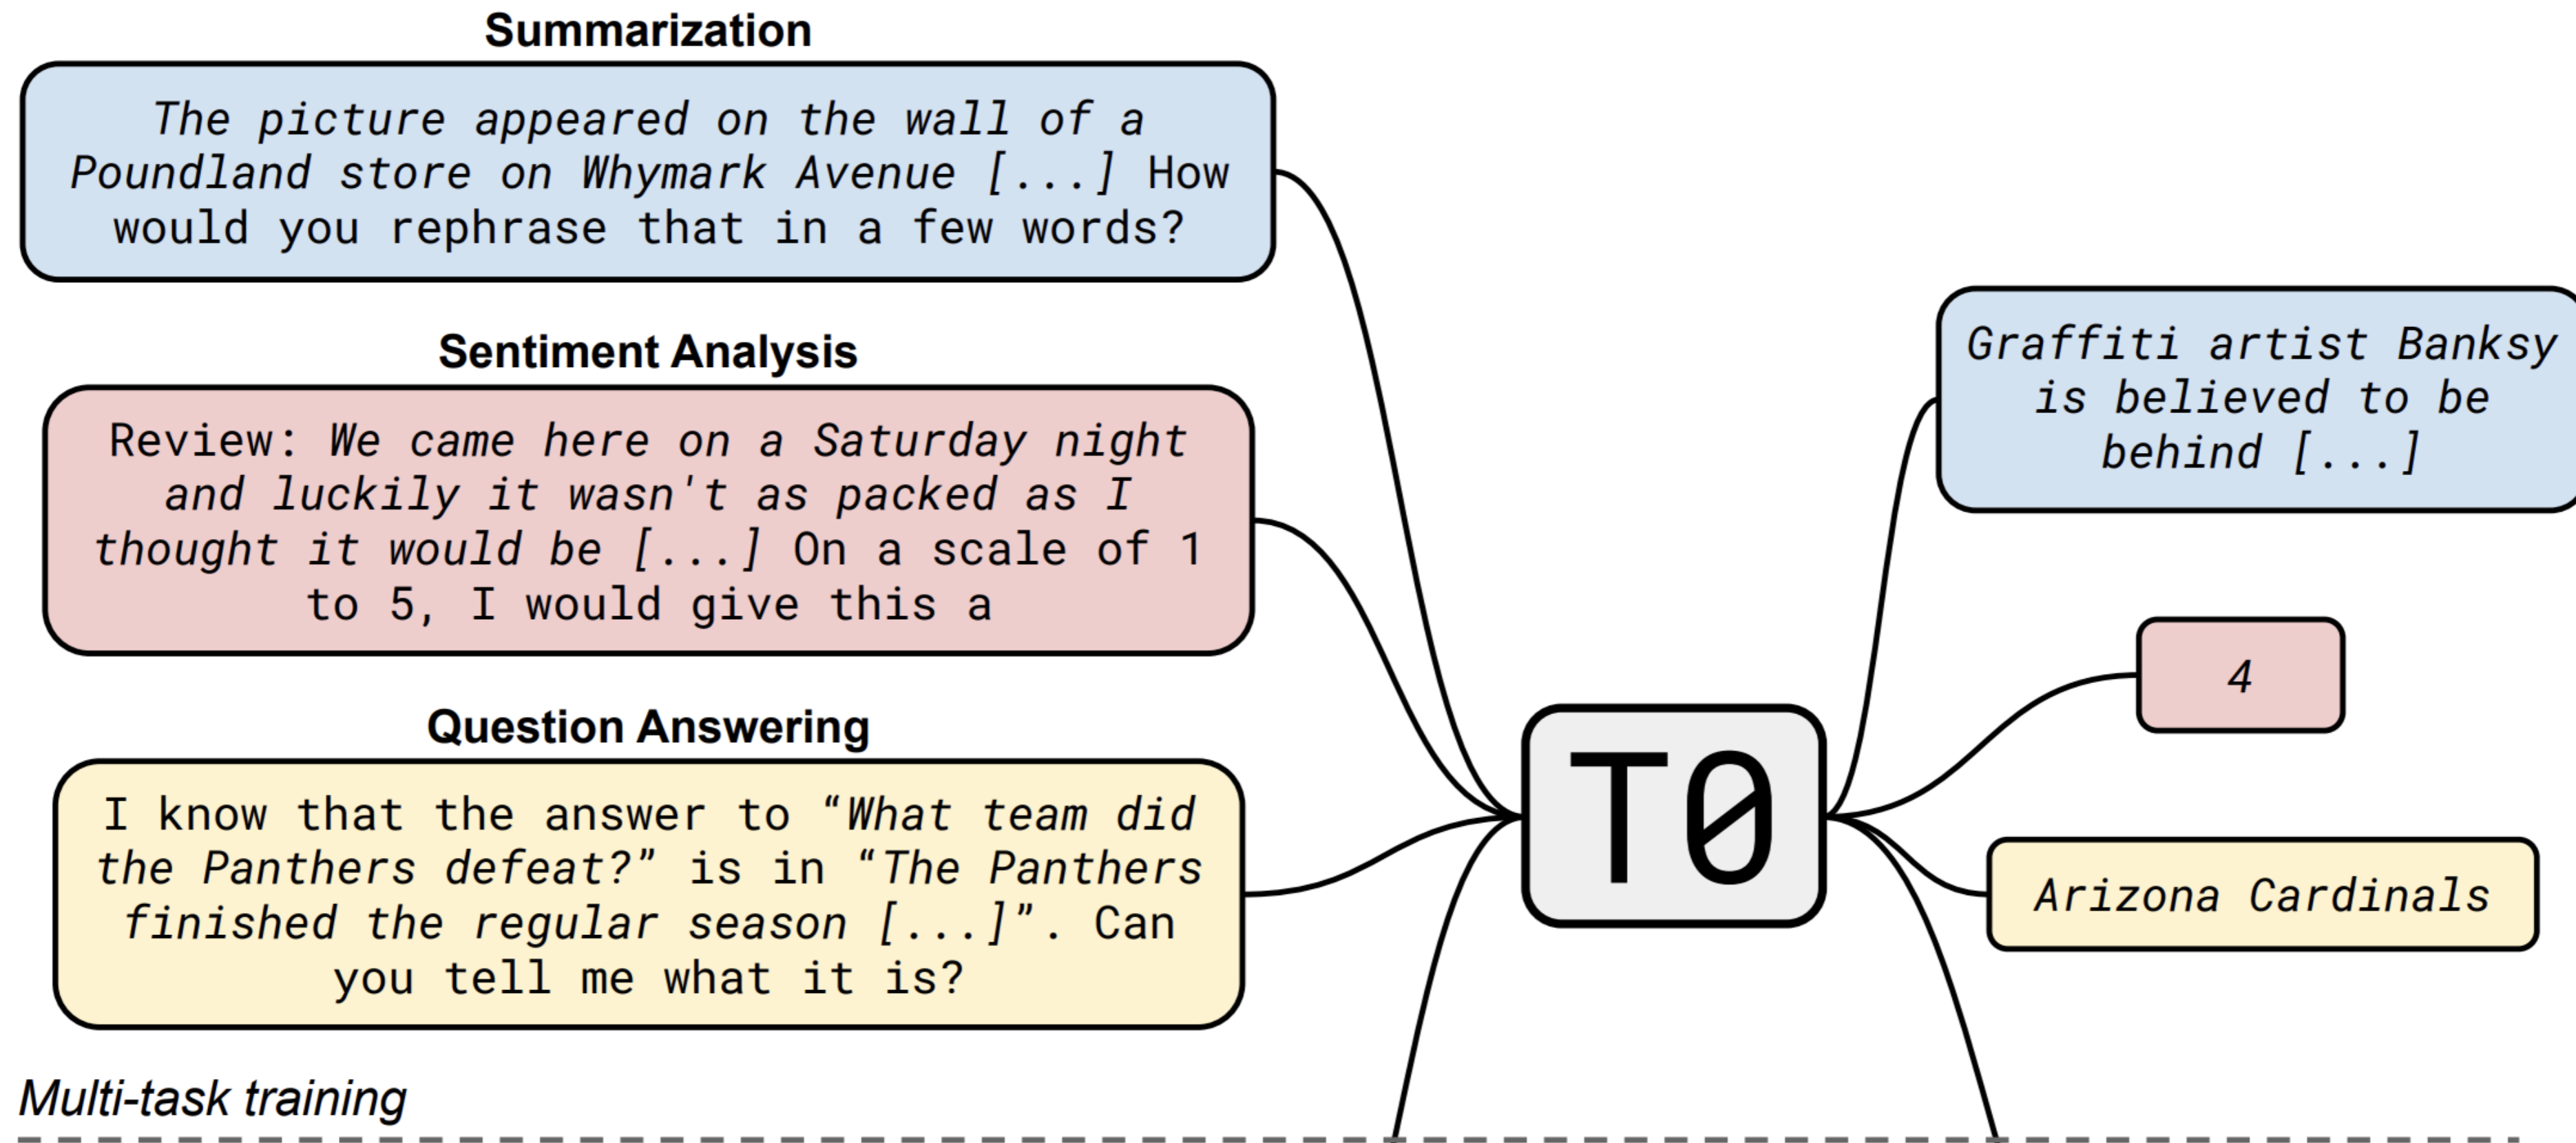 Summarization
The picture appeared on the wall of a
Poundland store on Whymark Avenue [...] How
would you rephrase that in a few words?
Sentiment Analysis
Review: We came here on a Saturday night
and luckily it wasn't as packed as I
thought it would be [...] On a scale of 1
to 5, I would give this a
Question Answering
I know that the answer to “What team did
the Panthers defeat?” is in “The Panthers
finished the regular season [...]”. Can
you tell me what it is?
Multi-task training
T0
Graffiti artist Banksy
is believed to be
behind [...]
4
Arizona Cardinals